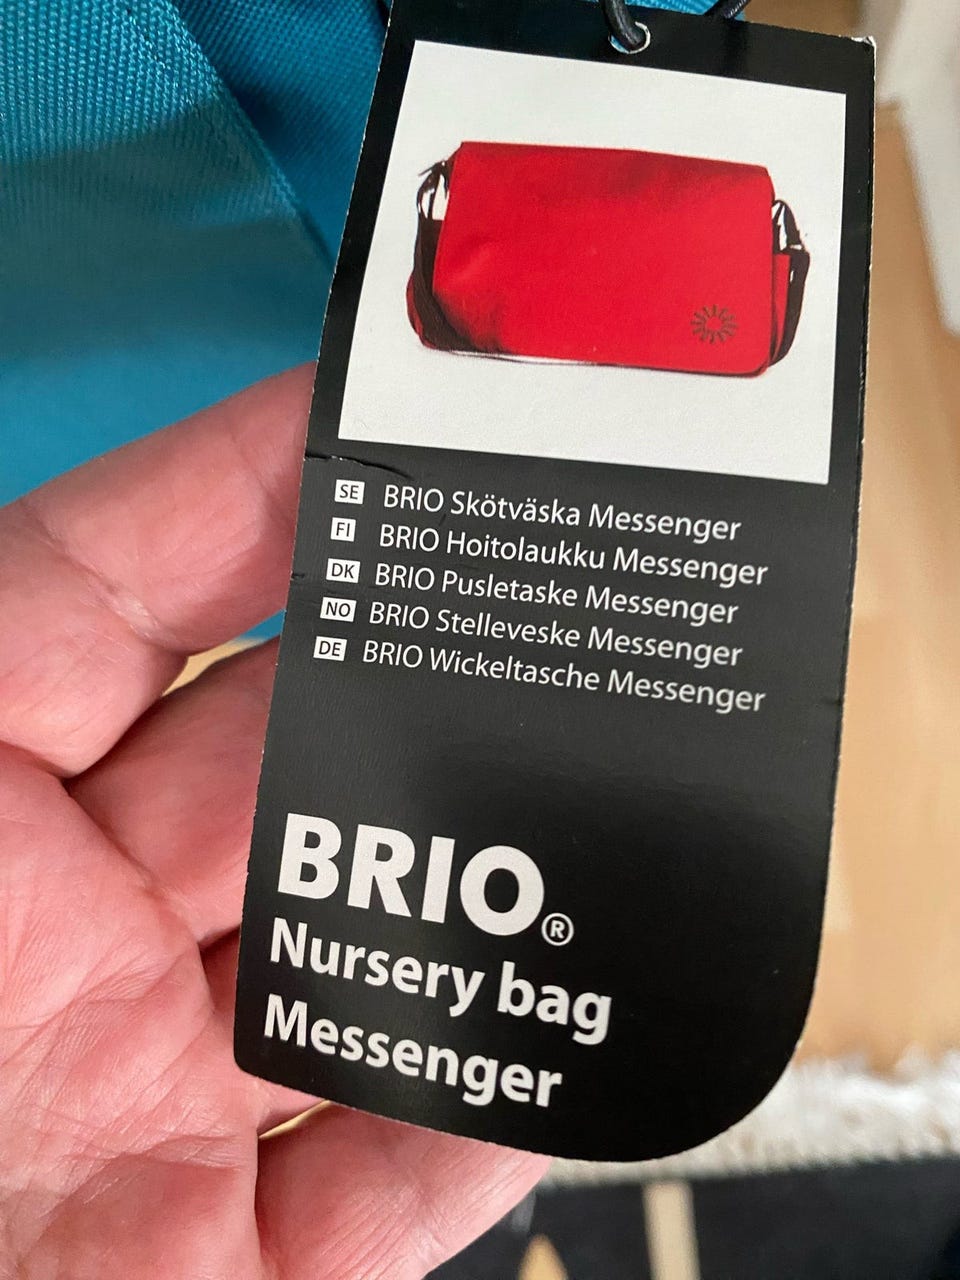 SE BRIO Skötväska Messenger
FI BRIO Hoitolaukku Messenger
DK BRIO Pusletaske Messenger
NO BRIO Stelleveske Messenger
DE BRIO Wickeltasche Messenger
BRIO®
Nursery bag
Messenger